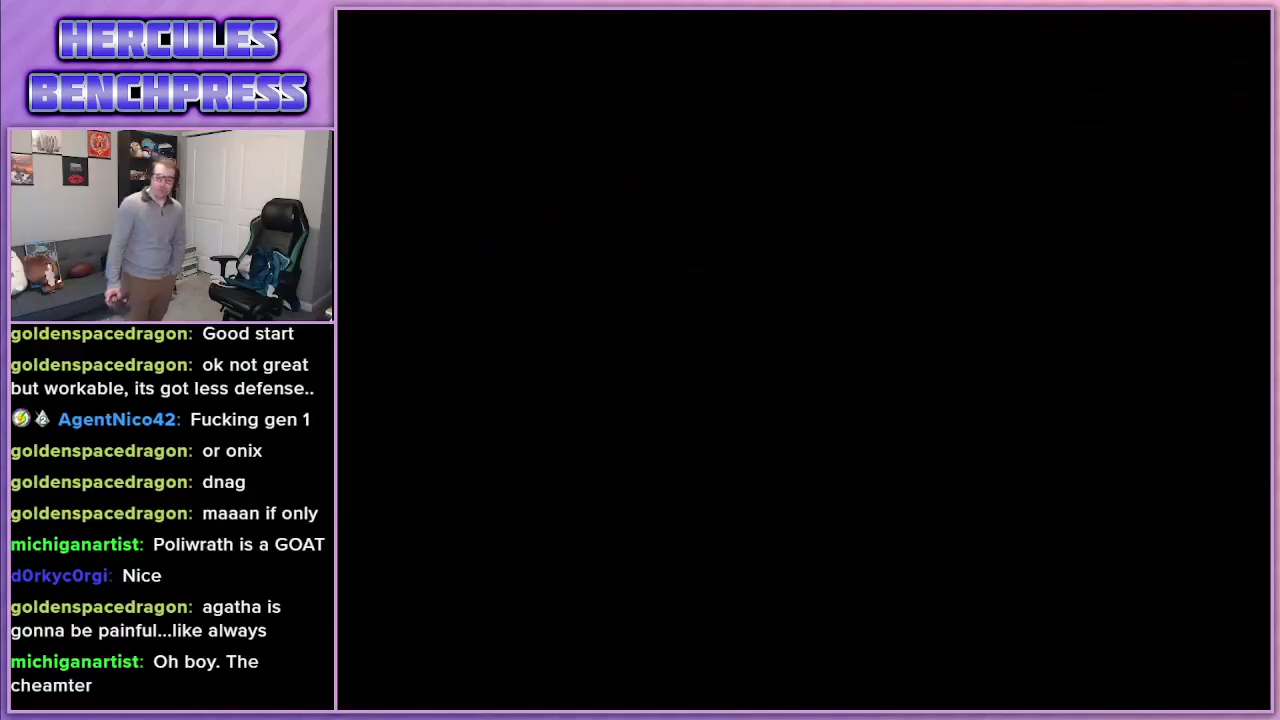 HERCULES
BENCHPRESS
goldenspacedragon: Good start
goldenspacedragon: ok not great
but workable, its got less defense..
AgentNico42: Fucking gen 1
goldenspacedragon: or onix
goldenspacedragon: dnag
goldenspacedragon: maaan if only
michiganartist: Poliwrath is a GOAT
d0rkyc0rgi: Nice
goldenspacedragon: agatha is
gonna be painful...like always
michiganartist: Oh boy. The
cheamter